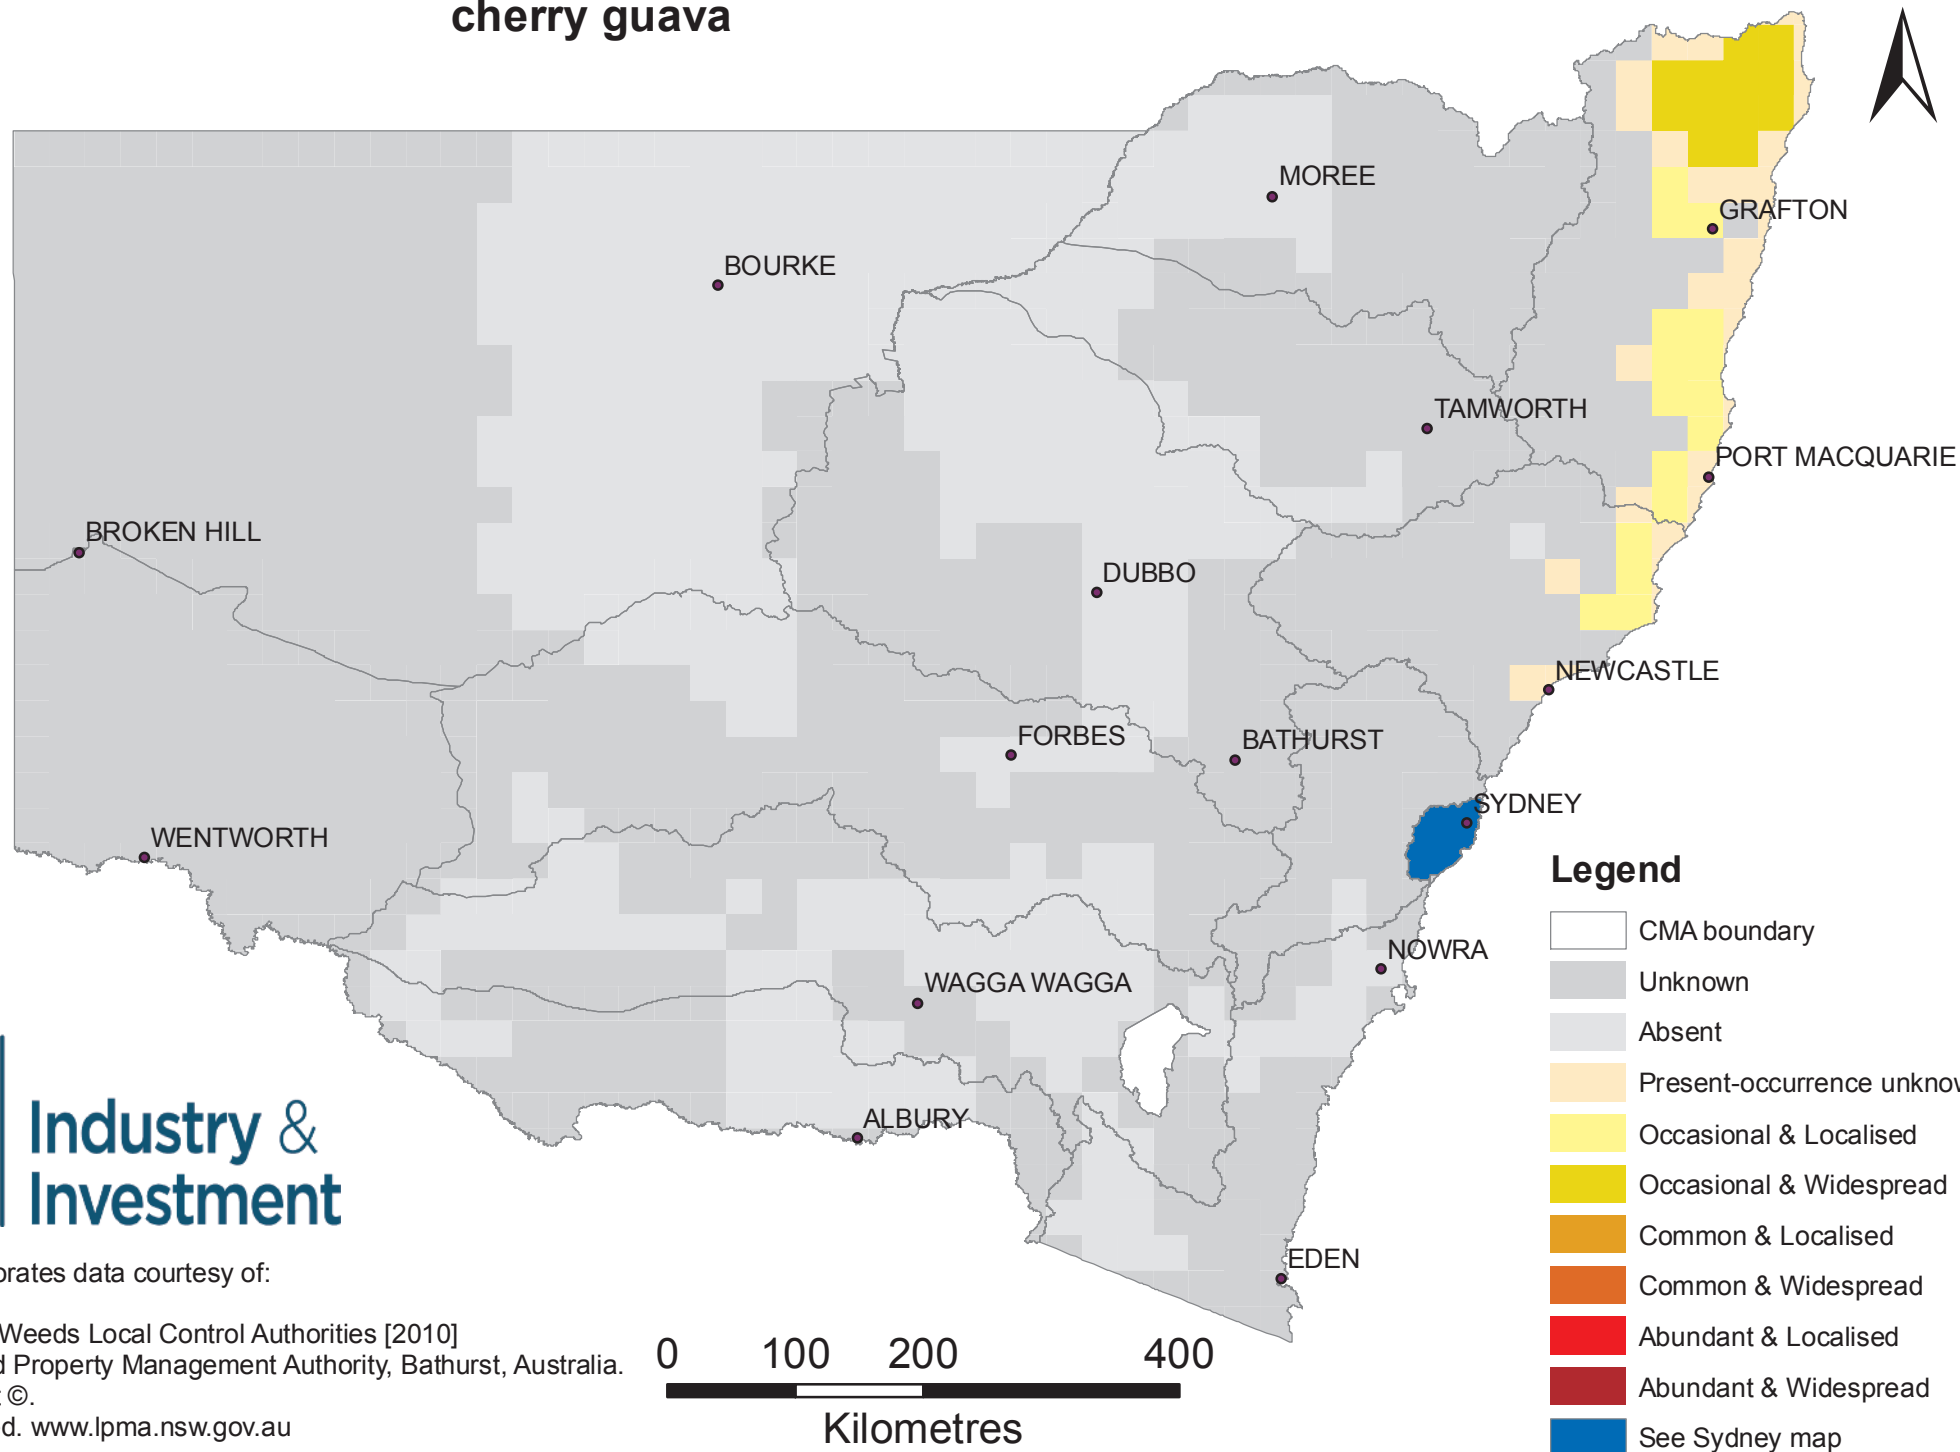 cherry guava
MOREE
GRAFTON
BOURKE
TAMWORTH
PORT MACQUARIE
BROKEN HILL
DUBBO
NEWCASTLE
FORBES
BATHURST
SYDNEY
WENTWORTH
NOWRA
WAGGA WAGGA
ALBURY
EDEN
Legend
CMA boundary
Unknown
Absent
Present-occurrence unknow
Occasional & Localised
Occasional & Widespread
Common & Localised
Common & Widespread
Abundant & Localised
Abundant & Widespread
See Sydney map
Industry &
Investment
orates data courtesy of:
Weeds Local Control Authorities [2010]
d Property Management Authority, Bathurst, Australia.
©.
d. www.lpma.nsw.gov.au
0 100 200 400
Kilometres